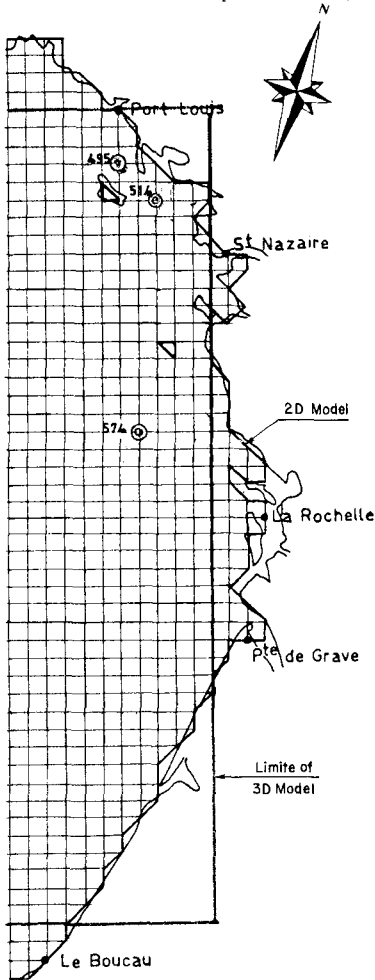 N
Port Louis
495
514
St Nazaire
2D Model
574
La Rochelle
Pte de Grave
Limite of
3D Model
Le Boucau